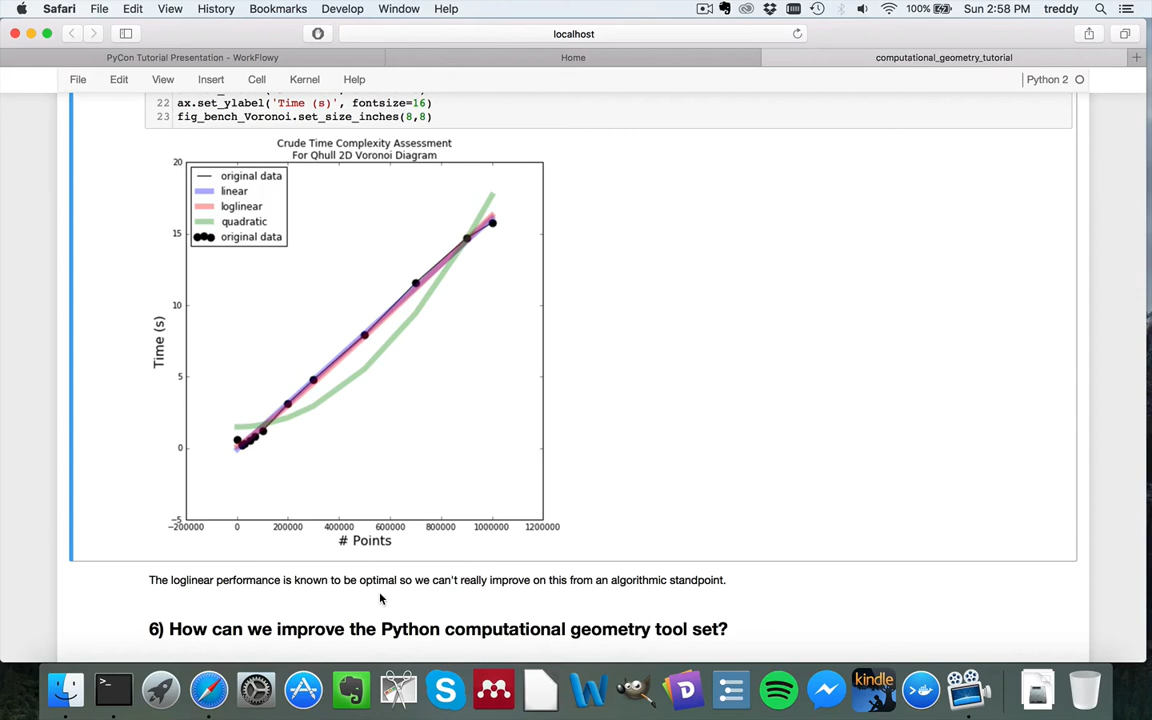 Safari File Edit View History Bookmarks Develop Window Help 100% Sun 2:58 PM treddy
localhost
PyCon Tutorial Presentation - WorkFlowy Home computational_geometry_tutorial
File Edit View Insert Cell Kernel Help Python 2
22 ax.set_ylabel('Time (s)', fontsize=16)
23 fig_bench_Voronoi.set_size_inches(8,8)
Crude Time Complexity Assessment
For Qhull 2D Voronoi Diagram
original data
linear
loglinear
quadratic
original data
20
15
10
5
0
-5
Time (s)
-200000 0 200000 400000 600000 800000 1000000 1200000
# Points
The loglinear performance is known to be optimal so we can't really improve on this from an algorithmic standpoint.
6) How can we improve the Python computational geometry tool set?
kindle